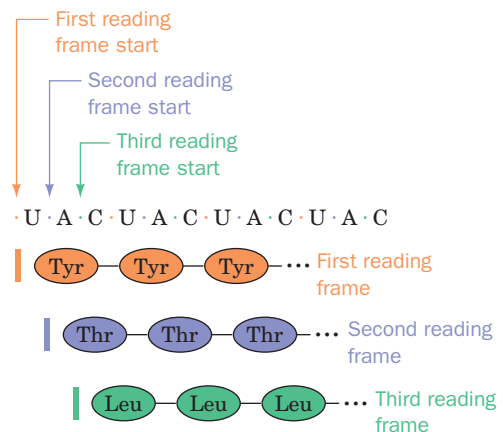 First reading
frame start
Second reading
frame start
Third reading
frame start
· U · A · C · U · A · C · U · A · C · U · A · C
Tyr Tyr Tyr ··· First reading
frame
Thr Thr Thr ··· Second reading
frame
Leu Leu Leu ··· Third reading
frame